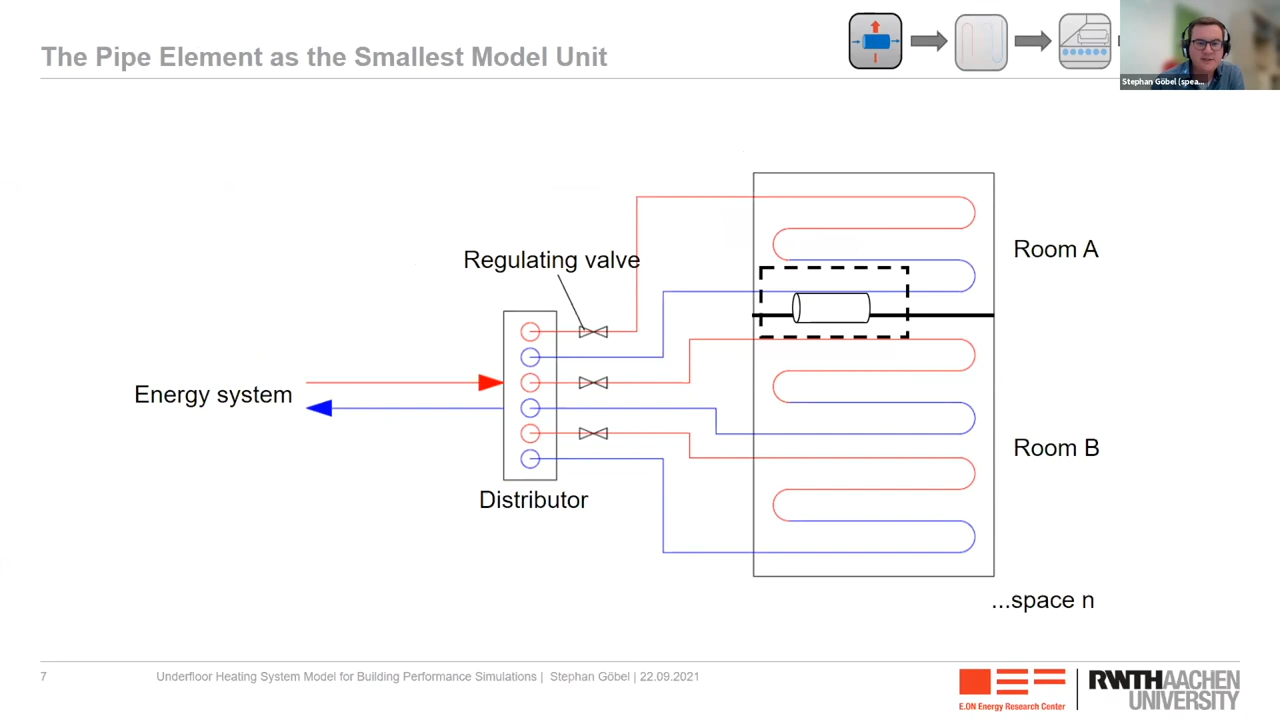 The Pipe Element as the Smallest Model Unit
Stephan Göbel (spea...
Regulating valve
Room A
Energy system
Room B
Distributor
...space n
7
Underfloor Heating System Model for Building Performance Simulations | Stephan Göbel | 22.09.2021
E.ON Energy Research Center
RWTHAACHEN
UNIVERSITY